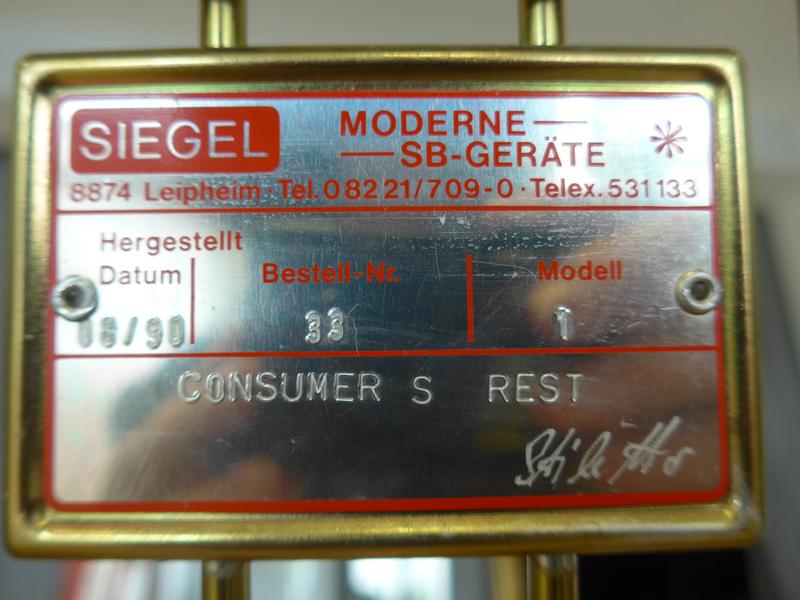 SIEGEL
MODERNE
SB-GERÄTE
8874 Leipheim · Tel. 08221/709-0 · Telex. 531133
Hergestellt
Datum Bestell-Nr. Modell
/90 33 1
CONSUMER S REST
Stiletto